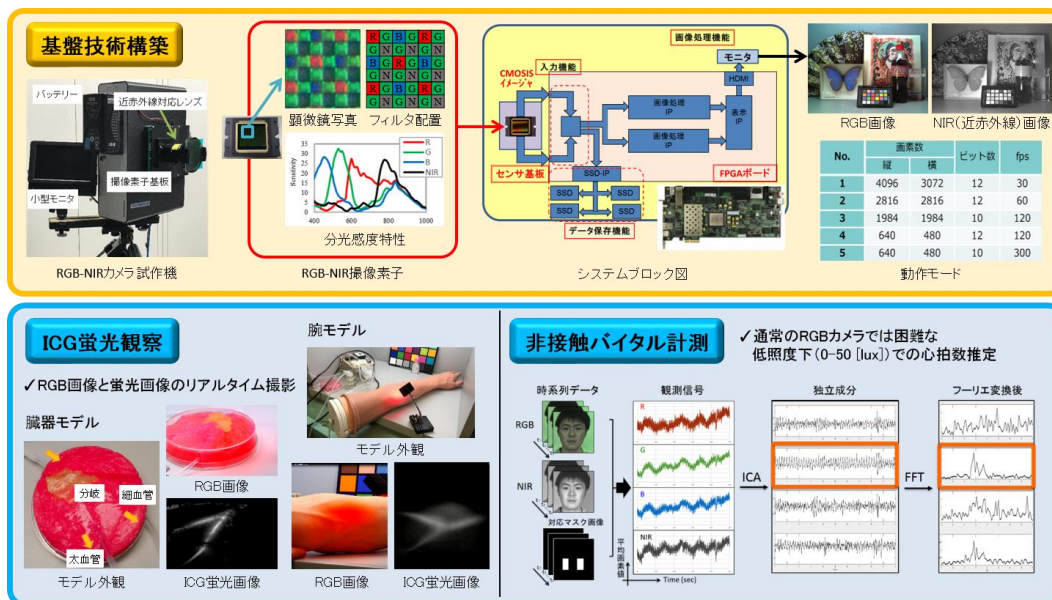 基盤技術構築
バッテリー
近赤外線対応レンズ
撮像素子基板
小型モニタ
RGB-NIRカメラ試作機
顕微鏡写真
フィルタ配置
R G B G R G
G N G N G N
B G R G B G
G N G N G N
R G B G R G
G N G N G N
Sensitivity
35
30
25
20
15
10
5
0
400
600
800
1000
R
G
B
NIR
分光感度特性
RGB-NIR撮像素子
画像処理機能
CMOSIS
イメージャ
入力機能
モニタ
HDMI
画像処理
IP
画像処理
IP
表示
IP
センサ基板
SSD-IP
FPGAボード
SSD
SSD
SSD
SSD
データ保存機能
システムブロック図
RGB画像
NIR(近赤外線)画像
No. 画素数 ビット数 fps
縦 横
1 4096 3072 12 30
2 2816 2816 12 60
3 1984 1984 10 120
4 640 480 12 120
5 640 480 10 300
動作モード
ICG蛍光観察
✓RGB画像と蛍光画像のリアルタイム撮影
臓器モデル
分岐
細血管
太血管
モデル外観
RGB画像
ICG蛍光画像
腕モデル
モデル外観
RGB画像
ICG蛍光画像
非接触バイタル計測
✓通常のRGBカメラでは困難な
低照度下(0-50 [lux])での心拍数推定
時系列データ
RGB
NIR
対応マスク画像
観測信号
R
G
B
NIR
平均画素値
Time (sec)
ICA
独立成分
FFT
フーリエ変換後